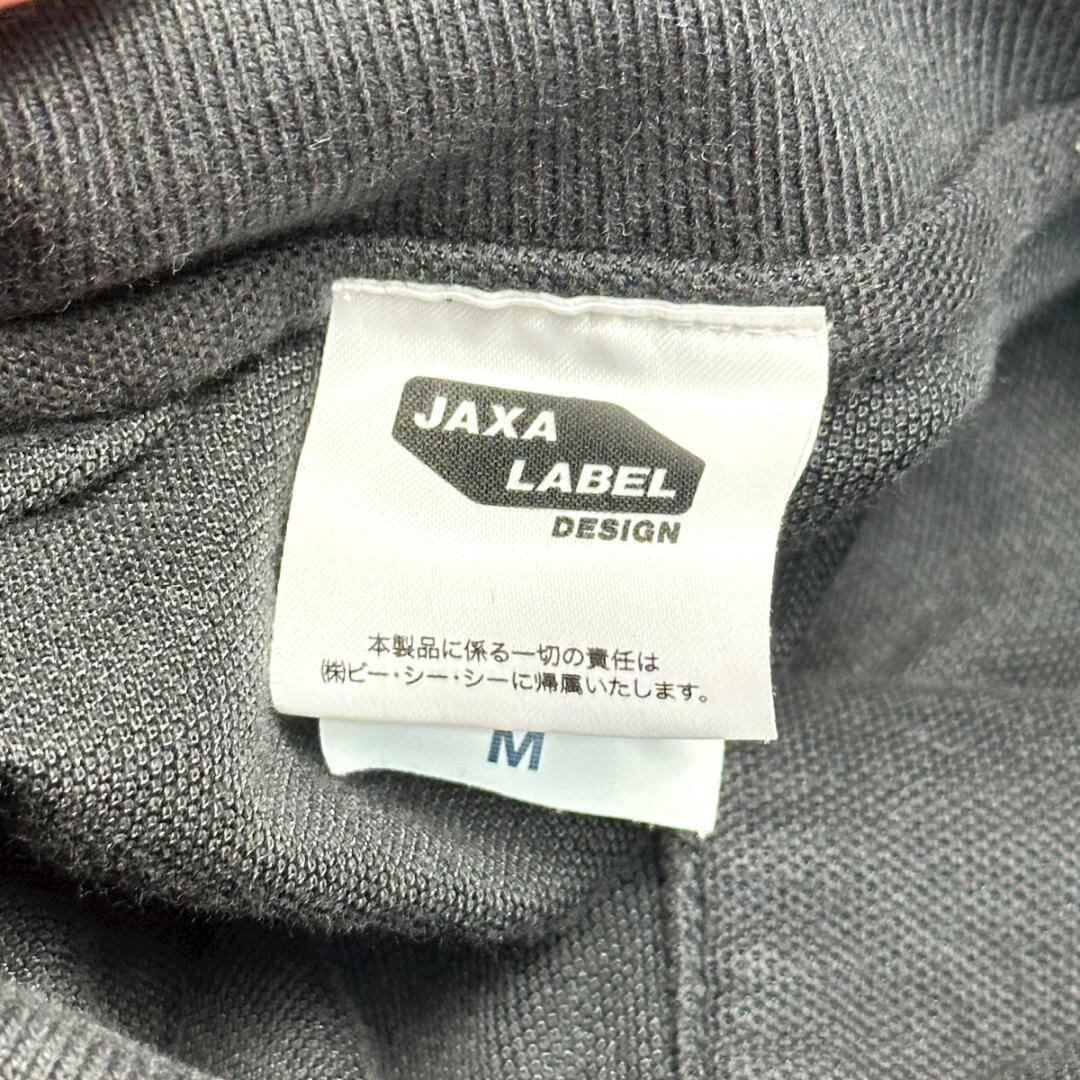 JAXA
LABEL
DESIGN
本製品に係る一切の責任は
㈱ビー・シー・シーに帰属いたします。
M